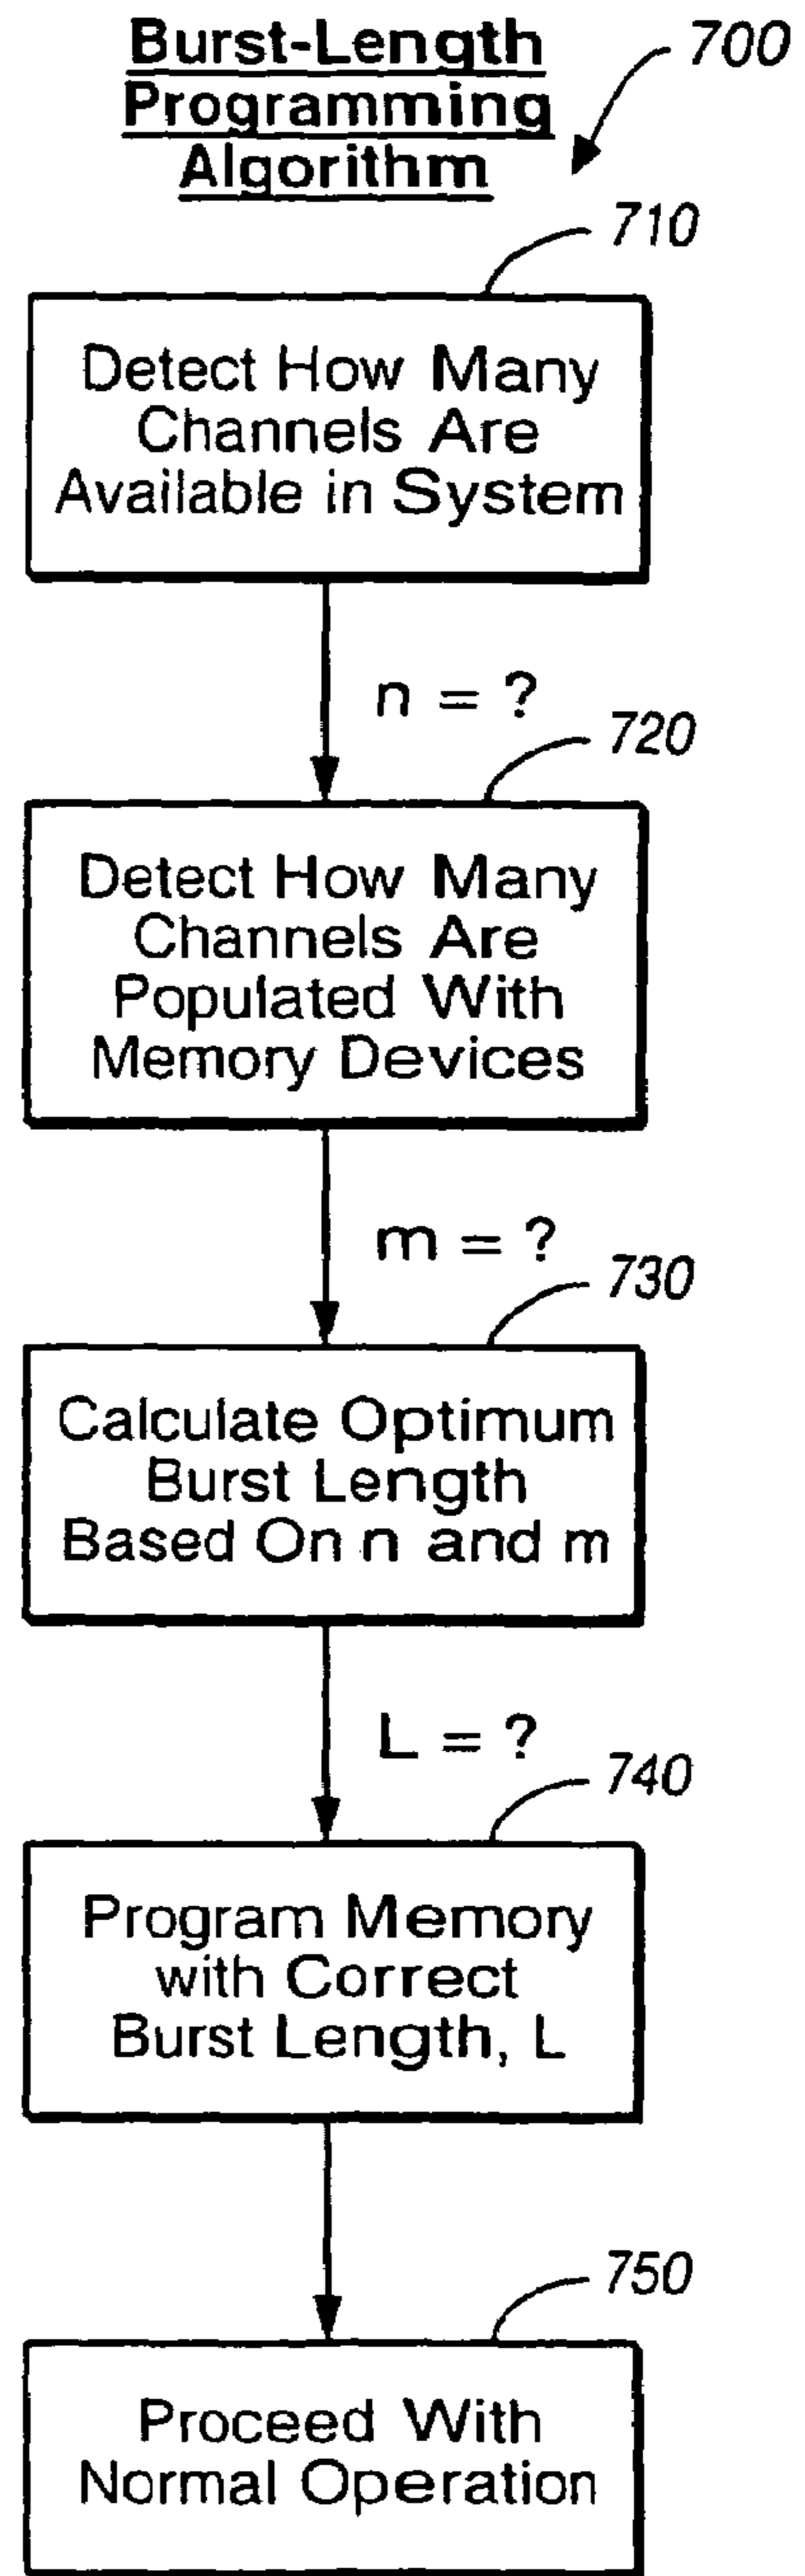 Burst-Length
Programming
Algorithm
700
710
Detect How Many
Channels Are
Available in System
n = ?
720
Detect How Many
Channels Are
Populated With
Memory Devices
m = ?
730
Calculate Optimum
Burst Length
Based On n and m
L = ?
740
Program Memory
with Correct
Burst Length, L
750
Proceed With
Normal Operation